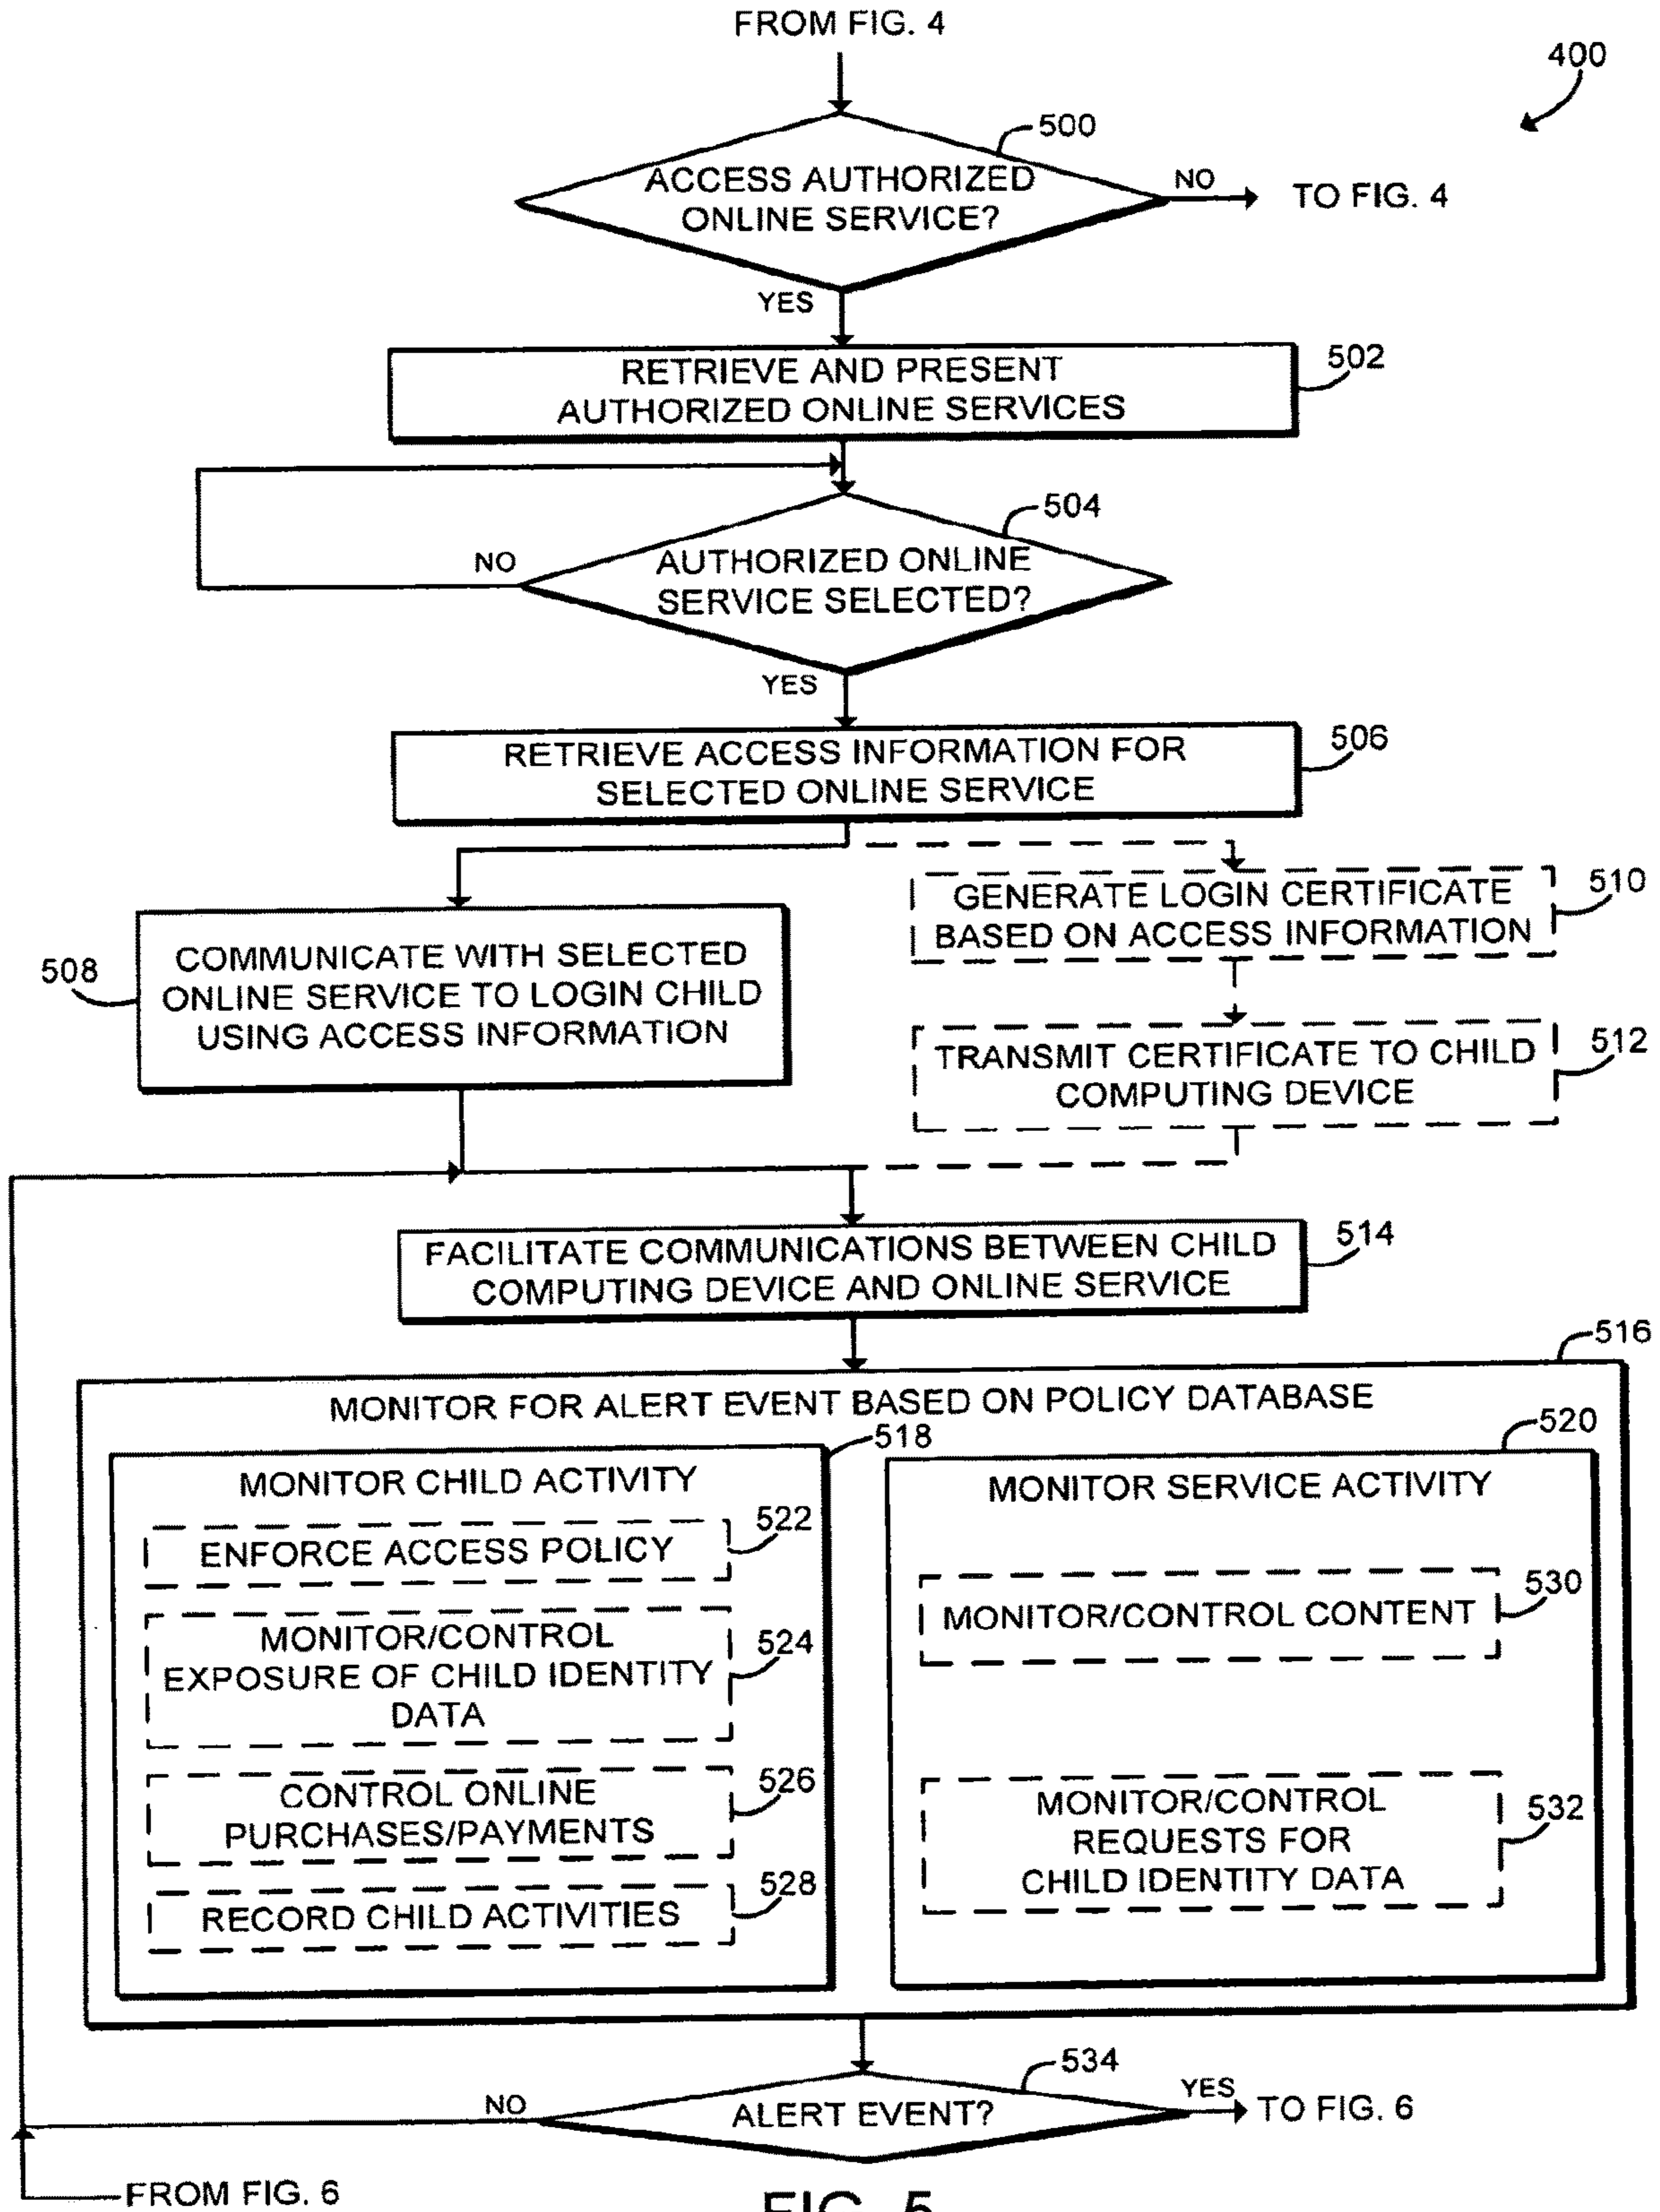 FROM FIG. 4
400
500
ACCESS AUTHORIZED
ONLINE SERVICE?
NO
TO FIG. 4
YES
RETRIEVE AND PRESENT
AUTHORIZED ONLINE SERVICES
502
504
AUTHORIZED ONLINE
SERVICE SELECTED?
NO
YES
RETRIEVE ACCESS INFORMATION FOR
SELECTED ONLINE SERVICE
506
GENERATE LOGIN CERTIFICATE
BASED ON ACCESS INFORMATION
510
508
COMMUNICATE WITH SELECTED
ONLINE SERVICE TO LOGIN CHILD
USING ACCESS INFORMATION
TRANSMIT CERTIFICATE TO CHILD
COMPUTING DEVICE
512
FACILITATE COMMUNICATIONS BETWEEN CHILD
COMPUTING DEVICE AND ONLINE SERVICE
514
516
MONITOR FOR ALERT EVENT BASED ON POLICY DATABASE
518
MONITOR CHILD ACTIVITY
ENFORCE ACCESS POLICY
522
MONITOR/CONTROL
EXPOSURE OF CHILD IDENTITY
DATA
524
CONTROL ONLINE
PURCHASES/PAYMENTS
526
RECORD CHILD ACTIVITIES
528
520
MONITOR SERVICE ACTIVITY
MONITOR/CONTROL CONTENT
530
MONITOR/CONTROL
REQUESTS FOR
CHILD IDENTITY DATA
532
534
ALERT EVENT?
NO
YES
TO FIG. 6
FROM FIG. 6
FIG. 5